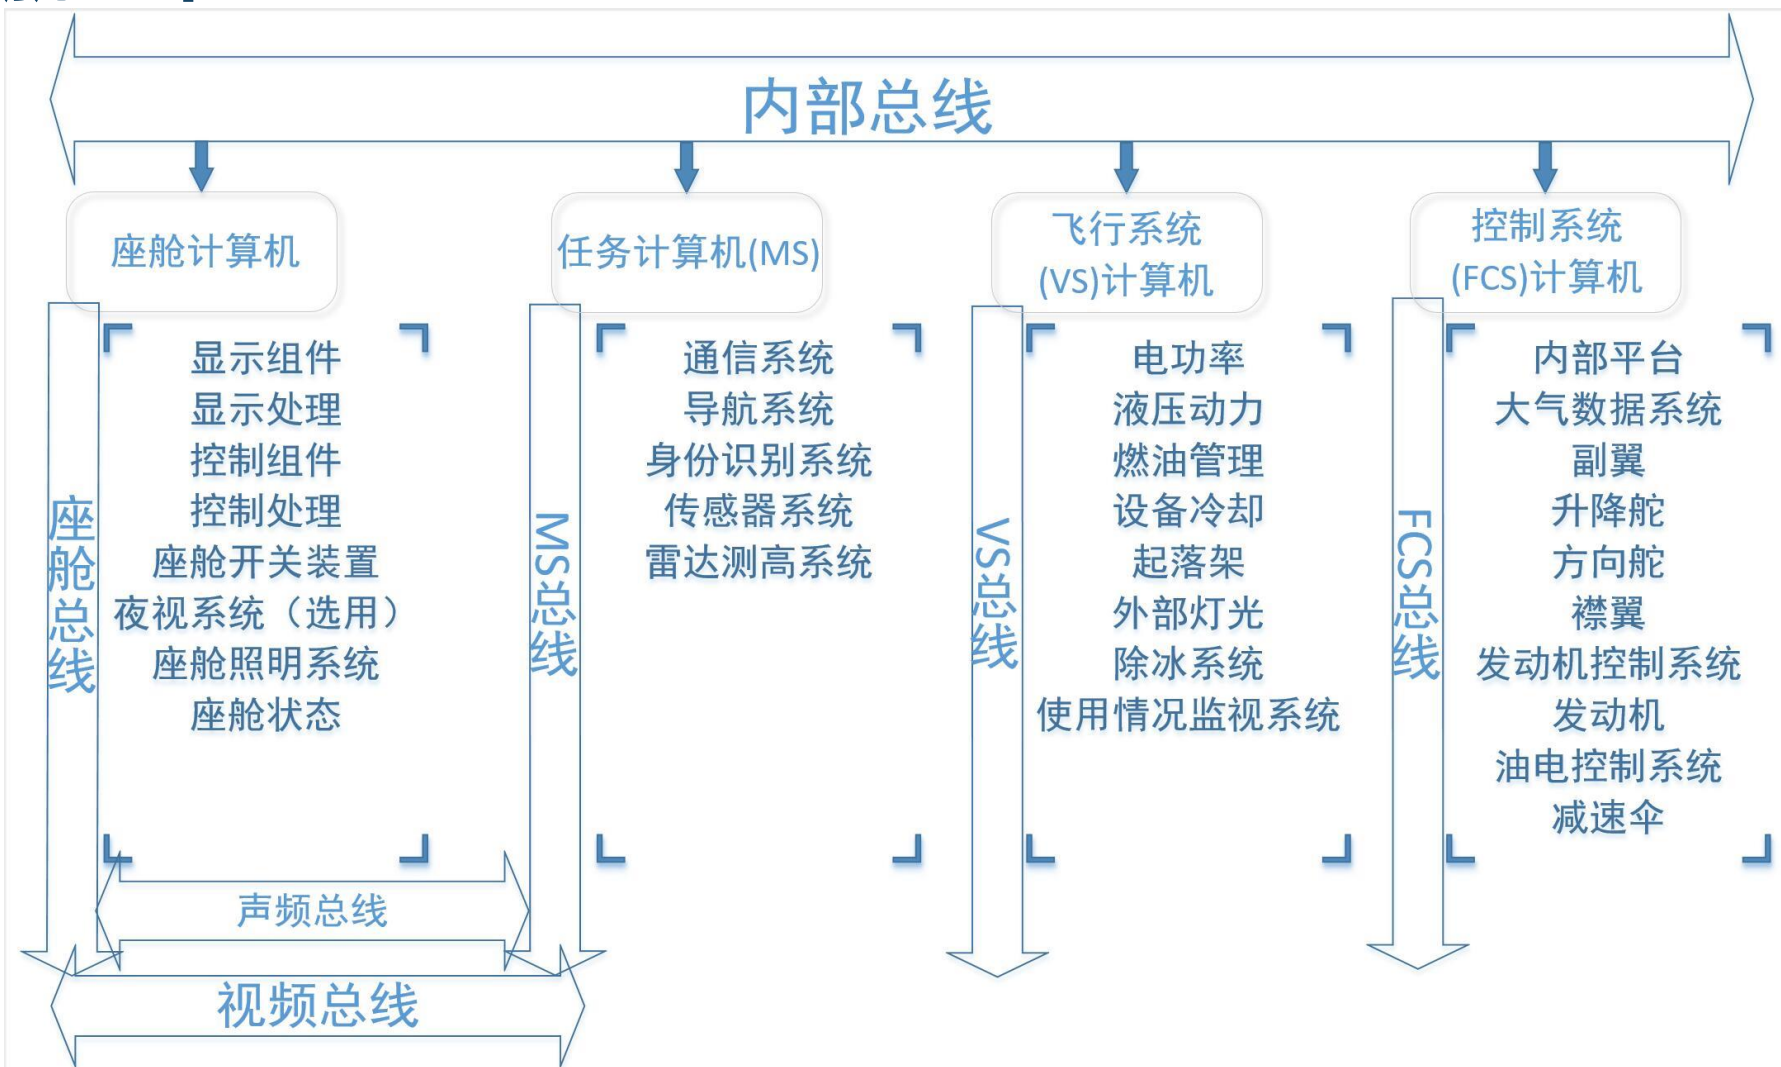 内部总线
座舱计算机
任务计算机(MS)
飞行系统
(VS)计算机
控制系统
(FCS)计算机
座舱总线
显示组件
显示处理
控制组件
控制处理
座舱开关装置
夜视系统（选用）
座舱照明系统
座舱状态
MS总线
通信系统
导航系统
身份识别系统
传感器系统
雷达测高系统
VS总线
电功率
液压动力
燃油管理
设备冷却
起落架
外部灯光
除冰系统
使用情况监视系统
FCS总线
内部平台
大气数据系统
副翼
升降舵
方向舵
襟翼
发动机控制系统
发动机
油电控制系统
减速伞
声频总线
视频总线